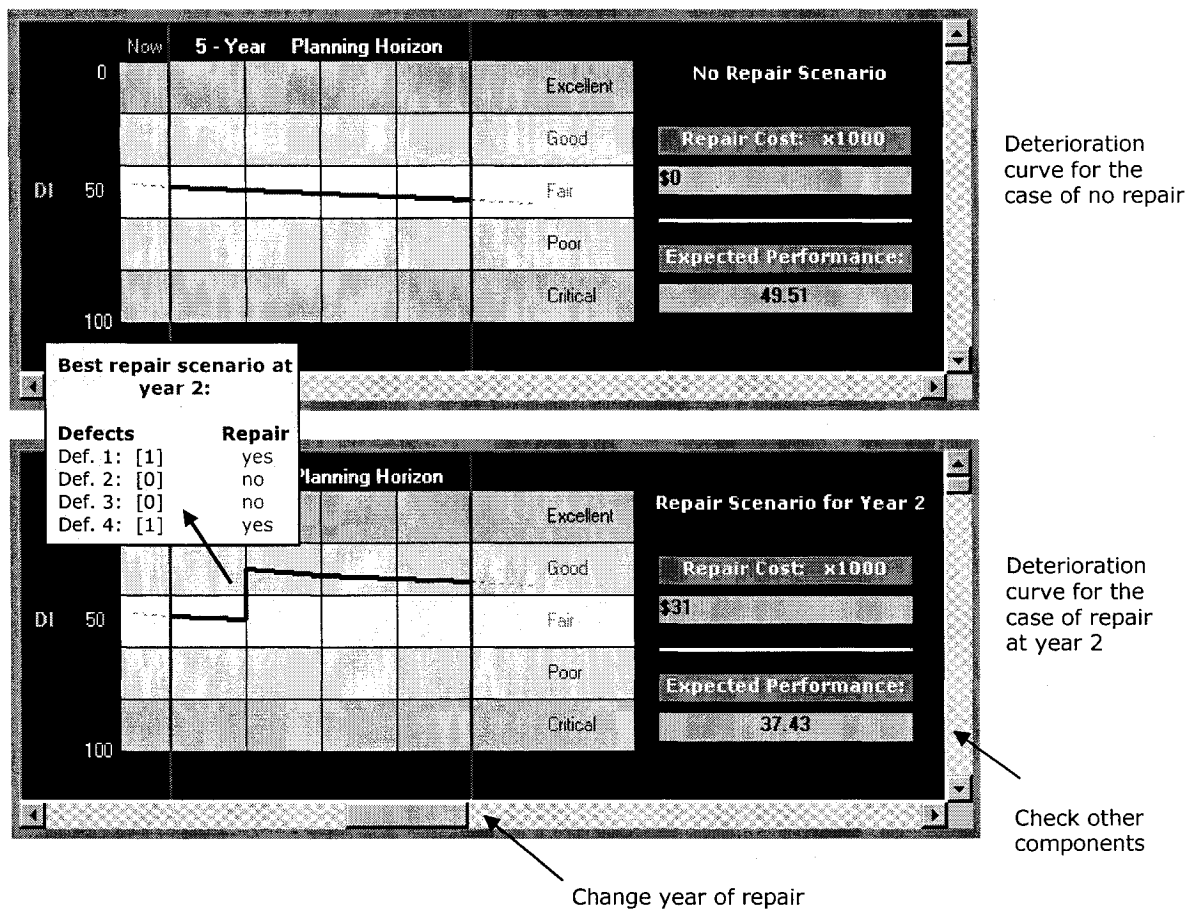 Now 5 - Year Planning Horizon
0
Excellent
Good
DI 50 Fair
Poor
Critical
100
No Repair Scenario
Repair Cost: x1000
$0
Expected Performance:
49.51
Deterioration
curve for the
case of no repair
Best repair scenario at
year 2:
Defects Repair
Def. 1: [1] yes
Def. 2: [0] no
Def. 3: [0] no
Def. 4: [1] yes
Planning Horizon
Excellent
Good
DI 50 Fair
Poor
Critical
100
Repair Scenario for Year 2
Repair Cost: x1000
$31
Expected Performance:
37.43
Deterioration
curve for the
case of repair
at year 2
Check other
components
Change year of repair